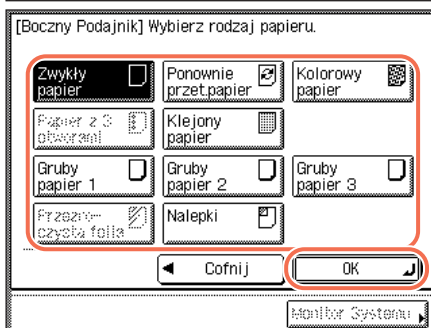 [Boczny Podajnik] Wybierz rodzaj papieru.
Zwykły
papier
Ponownie
przet.papier
Kolorowy
papier
Papier z 3
otworami
Klejony
papier
Gruby
papier 1
Gruby
papier 2
Gruby
papier 3
Przezro-
czysta folia
Nalepki
Cofnij
OK
Monitor Systemu